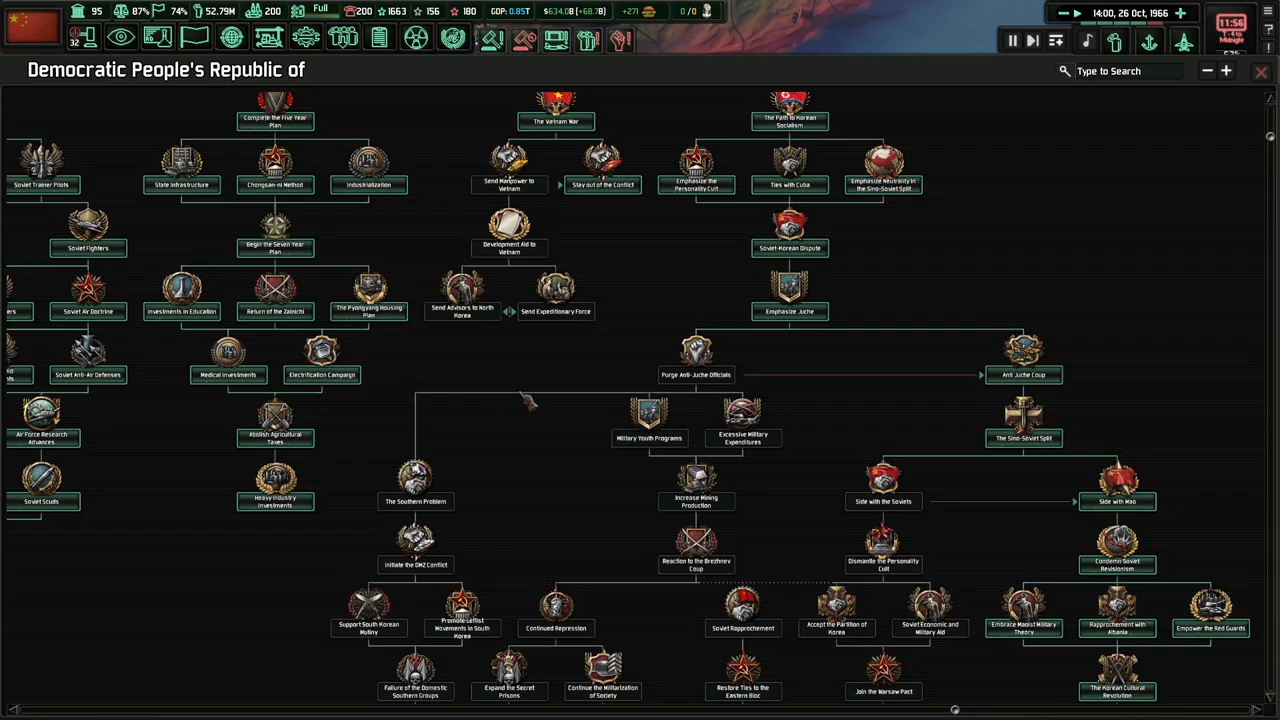 95
87%
74%
52.79M
200
Full
200
1663
156
180
GDP: 0.85T
$634.0B (+68.7B)
+271
0 / 0
14:00, 26 Oct, 1966
11:56
32
Democratic People's Republic of
Type to Search
Complete the Five Year
Plan
The Vietnam War
The Path to Korean
Socialism
Soviet Trainer Pilots
State Infrastructure
Chongsan-ni Method
Industrialization
Send Manpower to
Vietnam
Stay out of the Conflict
Emphasize the
Personality Cult
Ties with Cuba
Emphasize Neutrality in
the Sino-Soviet Split
Soviet Fighters
Begin the Seven Year
Plan
Development Aid to
Vietnam
Soviet-Korean Dispute
Soviet Air Doctrine
Investments in Education
Return of the Zainichi
The Pyongyang Housing
Plan
Send Advisors to North
Korea
Send Expeditionary Force
Emphasize Juche
Soviet Anti-Air Defenses
Medical Investments
Electrification Campaign
Purge Anti-Juche Officials
Anti Juche Coup
Air Force Research
Advances
Abolish Agricultural
Taxes
Military Youth Programs
Excessive Military
Expenditures
The Sino-Soviet Split
Soviet Scuds
Heavy Industry
Investments
The Southern Problem
Increase Mining
Production
Side with the Soviets
Side with Mao
Initiate the DMZ Conflict
Reaction to the Brezhnev
Coup
Dismantle the Personality
Cult
Condemn Soviet
Revisionism
Support South Korean
Mutiny
Promote Leftist
Movements in South
Korea
Continued Repression
Soviet Rapprochement
Accept the Partition of
Korea
Soviet Economic and
Military Aid
Embrace Maoist Military
Theory
Rapprochement with
Albania
Empower the Red Guards
Failure of the Domestic
Southern Groups
Expand the Secret
Prisons
Continue the Militarization
of Society
Restore Ties to the
Eastern Bloc
Join the Warsaw Pact
The Korean Cultural
Revolution